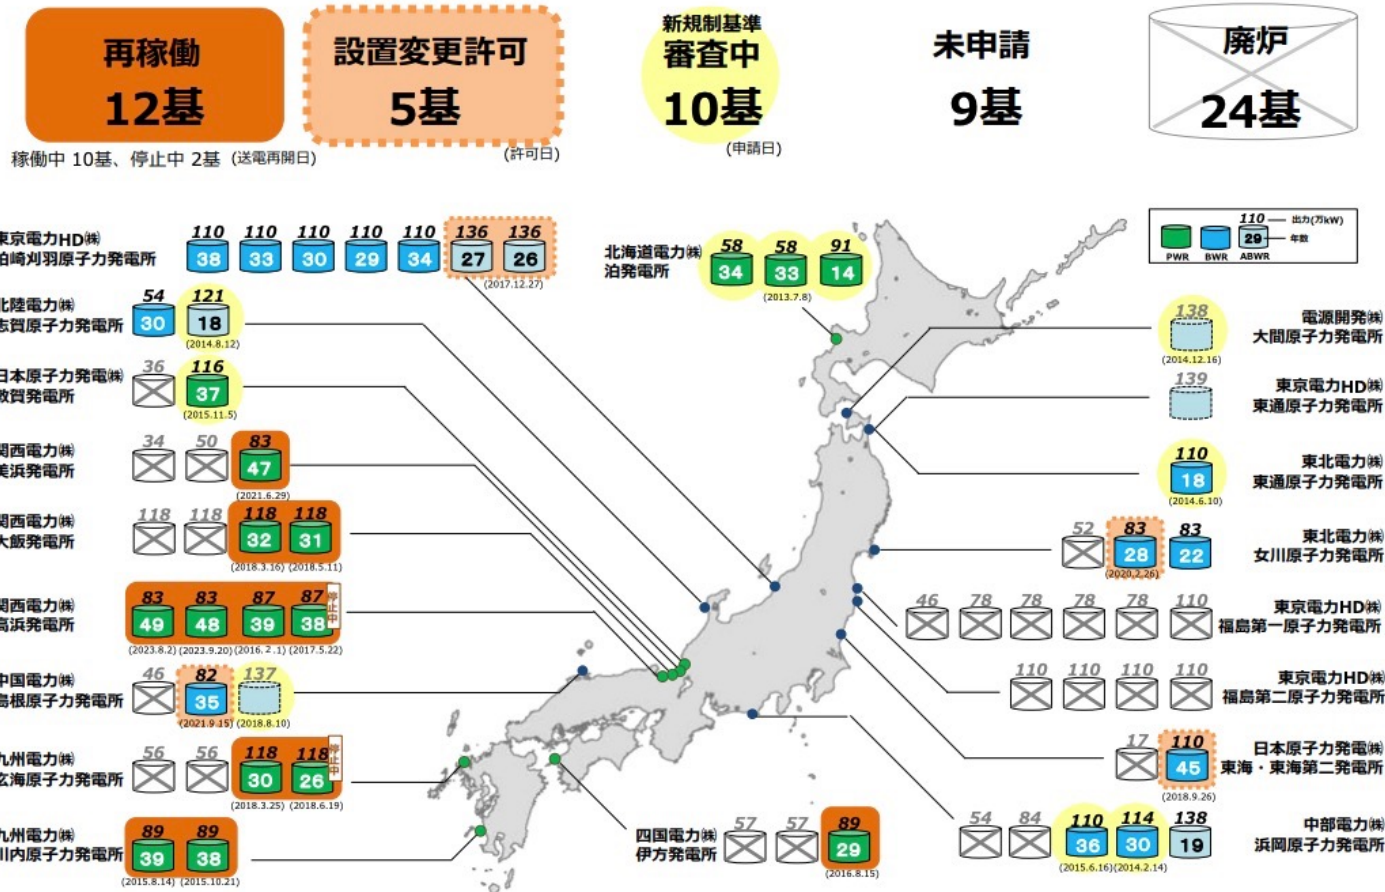 再稼働
12基
稼働中 10基、停止中 2基 (送電再開日)
設置変更許可
5基
(許可日)
新規制基準
審査中
10基
(申請日)
未申請
9基
廃炉
24基
110 出力(万kW)
29 年数
PWR BWR ABWR
東京電力HD㈱
柏崎刈羽原子力発電所
110 110 110 110 110 136 136
38 33 30 29 34 27 26
(2017.12.27)
北陸電力㈱
志賀原子力発電所
54 121
30 18
(2014.8.12)
日本原子力発電㈱
敦賀発電所
36 116
37
(2015.11.5)
関西電力㈱
美浜発電所
34 50 83
47
(2021.6.29)
関西電力㈱
大飯発電所
118 118 118 118
32 31
(2018.3.16) (2018.5.11)
関西電力㈱
高浜発電所
83 83 87 87
停止中
49 48 39 38
(2023.8.2) (2023.9.20) (2016.2.1) (2017.5.22)
中国電力㈱
島根原子力発電所
46 82 137
35
(2021.9.15) (2018.8.10)
九州電力㈱
玄海原子力発電所
56 56 118 118
停止中
30 26
(2018.3.25) (2018.6.19)
九州電力㈱
川内原子力発電所
89 89
39 38
(2015.8.14) (2015.10.21)
北海道電力㈱
泊発電所
58 58 91
34 33 14
(2013.7.8)
四国電力㈱
伊方発電所
57 57 89
29
(2016.8.15)
138
電源開発㈱
大間原子力発電所
(2014.12.16)
139
東京電力HD㈱
東通原子力発電所
110
18
東北電力㈱
東通原子力発電所
(2014.6.10)
52 83 83
28 22
東北電力㈱
女川原子力発電所
(2020.2.26)
46 78 78 78 78 110
東京電力HD㈱
福島第一原子力発電所
110 110 110 110
東京電力HD㈱
福島第二原子力発電所
17 110
45
日本原子力発電㈱
東海・東海第二発電所
(2018.9.26)
54 84 110 114 138
36 30 19
中部電力㈱
浜岡原子力発電所
(2015.6.16) (2014.2.14)